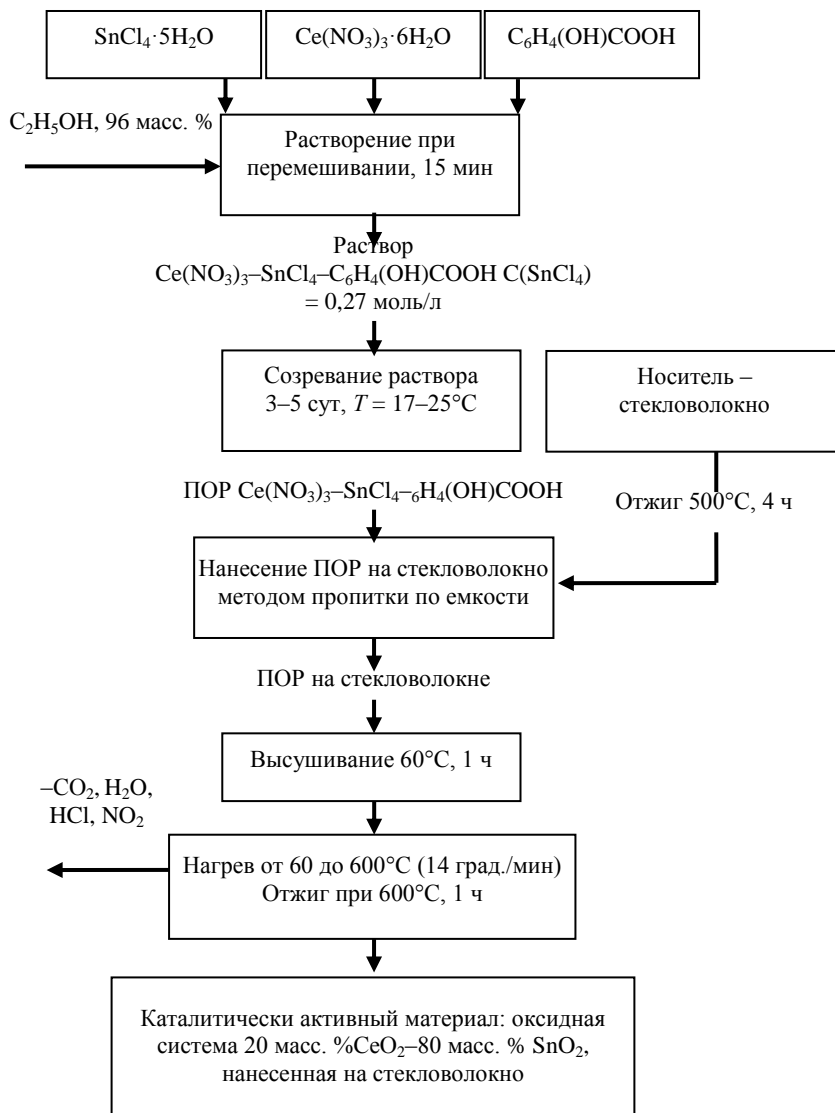 SnCl₄·5H₂O
Ce(NO₃)₃·6H₂O
C₆H₄(OH)COOH
C₂H₅OH, 96 масс. %
Растворение при
перемешивании, 15 мин
Раствор
Ce(NO₃)₃–SnCl₄–C₆H₄(OH)COOH C(SnCl₄)
= 0,27 моль/л
Созревание раствора
3–5 сут, T = 17–25°C
Носитель –
стекловолокно
ПОР Ce(NO₃)₃–SnCl₄–₆H₄(OH)COOH
Отжиг 500°C, 4 ч
Нанесение ПОР на стекловолокно
методом пропитки по емкости
ПОР на стекловолокне
Высушивание 60°C, 1 ч
–CO₂, H₂O,
HCl, NO₂
Нагрев от 60 до 600°C (14 град./мин)
Отжиг при 600°C, 1 ч
Каталитически активный материал: оксидная
система 20 масс. %CeO₂–80 масс. % SnO₂,
нанесенная на стекловолокно